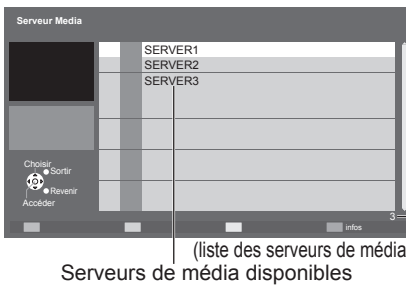 Serveur Media
SERVER1
SERVER2
SERVER3
Choisir
Sortir
Revenir
Accéder
3
infos
(liste des serveurs de média
Serveurs de média disponibles